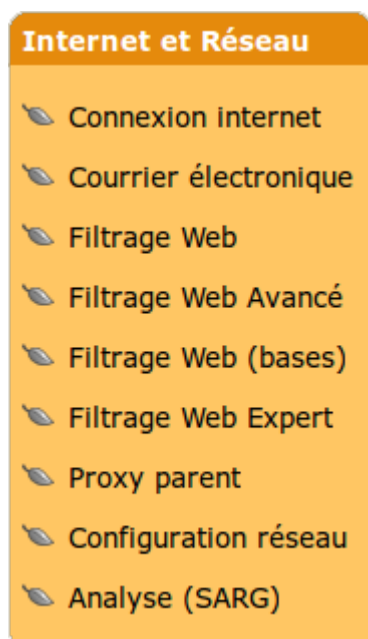 Internet et Réseau
Connexion internet
Courrier électronique
Filtrage Web
Filtrage Web Avancé
Filtrage Web (bases)
Filtrage Web Expert
Proxy parent
Configuration réseau
Analyse (SARG)